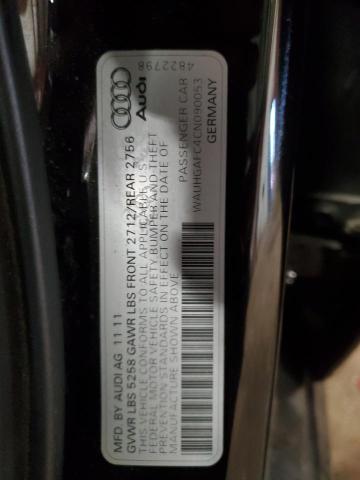 4822798
Audi
MFD. BY AUDI AG 11 11
GVWR LBS 5258 GAWR LBS FRONT 2712/REAR 2756
THIS VEHICLE CONFORMS TO ALL APPLICABLE U.S.
FEDERAL MOTOR VEHICLE SAFETY BUMPER AND THEFT
PREVENTION STANDARDS IN EFFECT ON THE DATE OF
MANUFACTURE SHOWN ABOVE
PASSENGER CAR
WAUHGAFC4CN090053
GERMANY